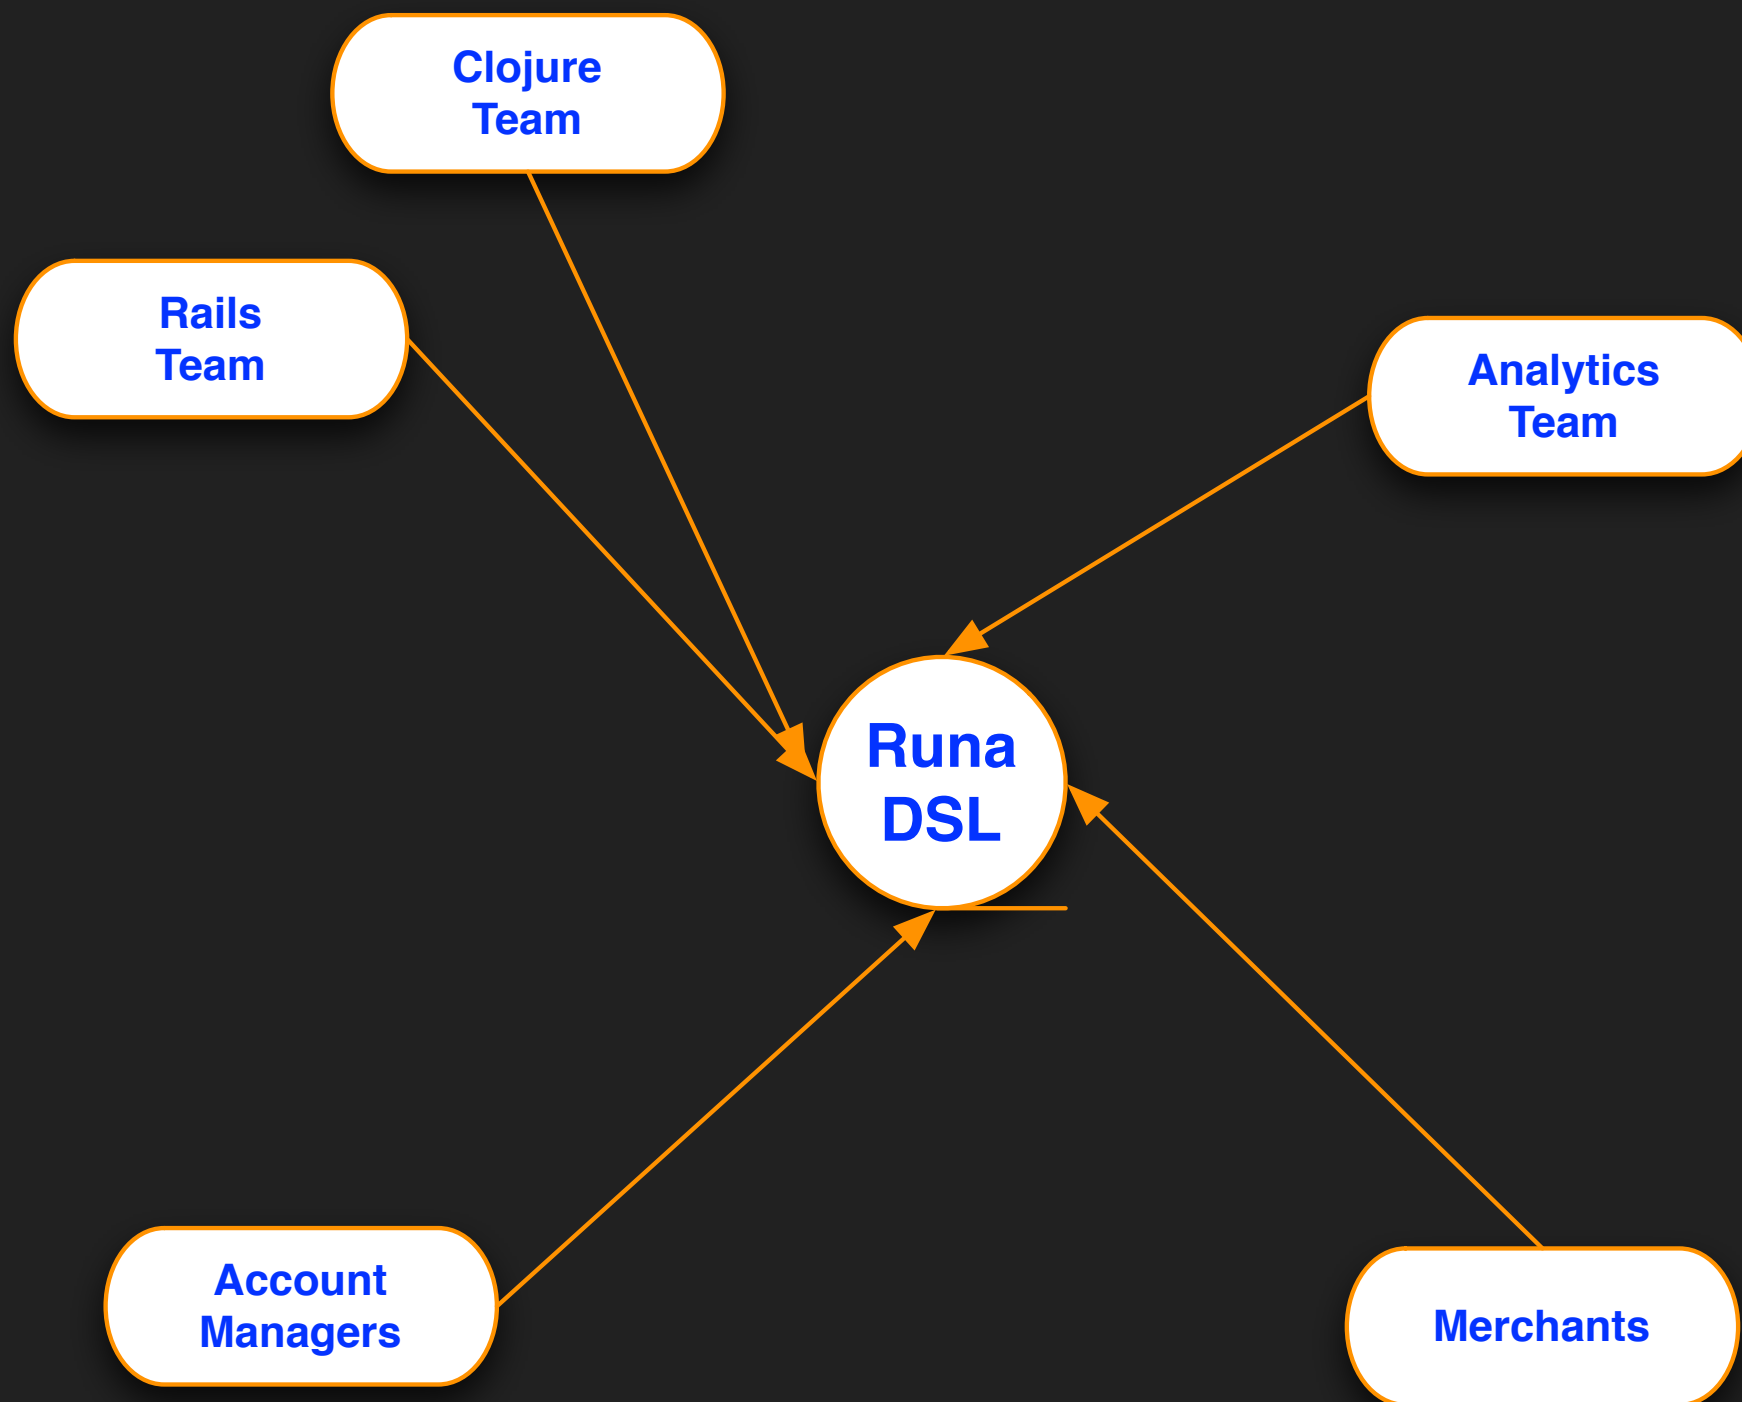 Clojure
Team
Rails
Team
Analytics
Team
Runa
DSL
Account
Managers
Merchants